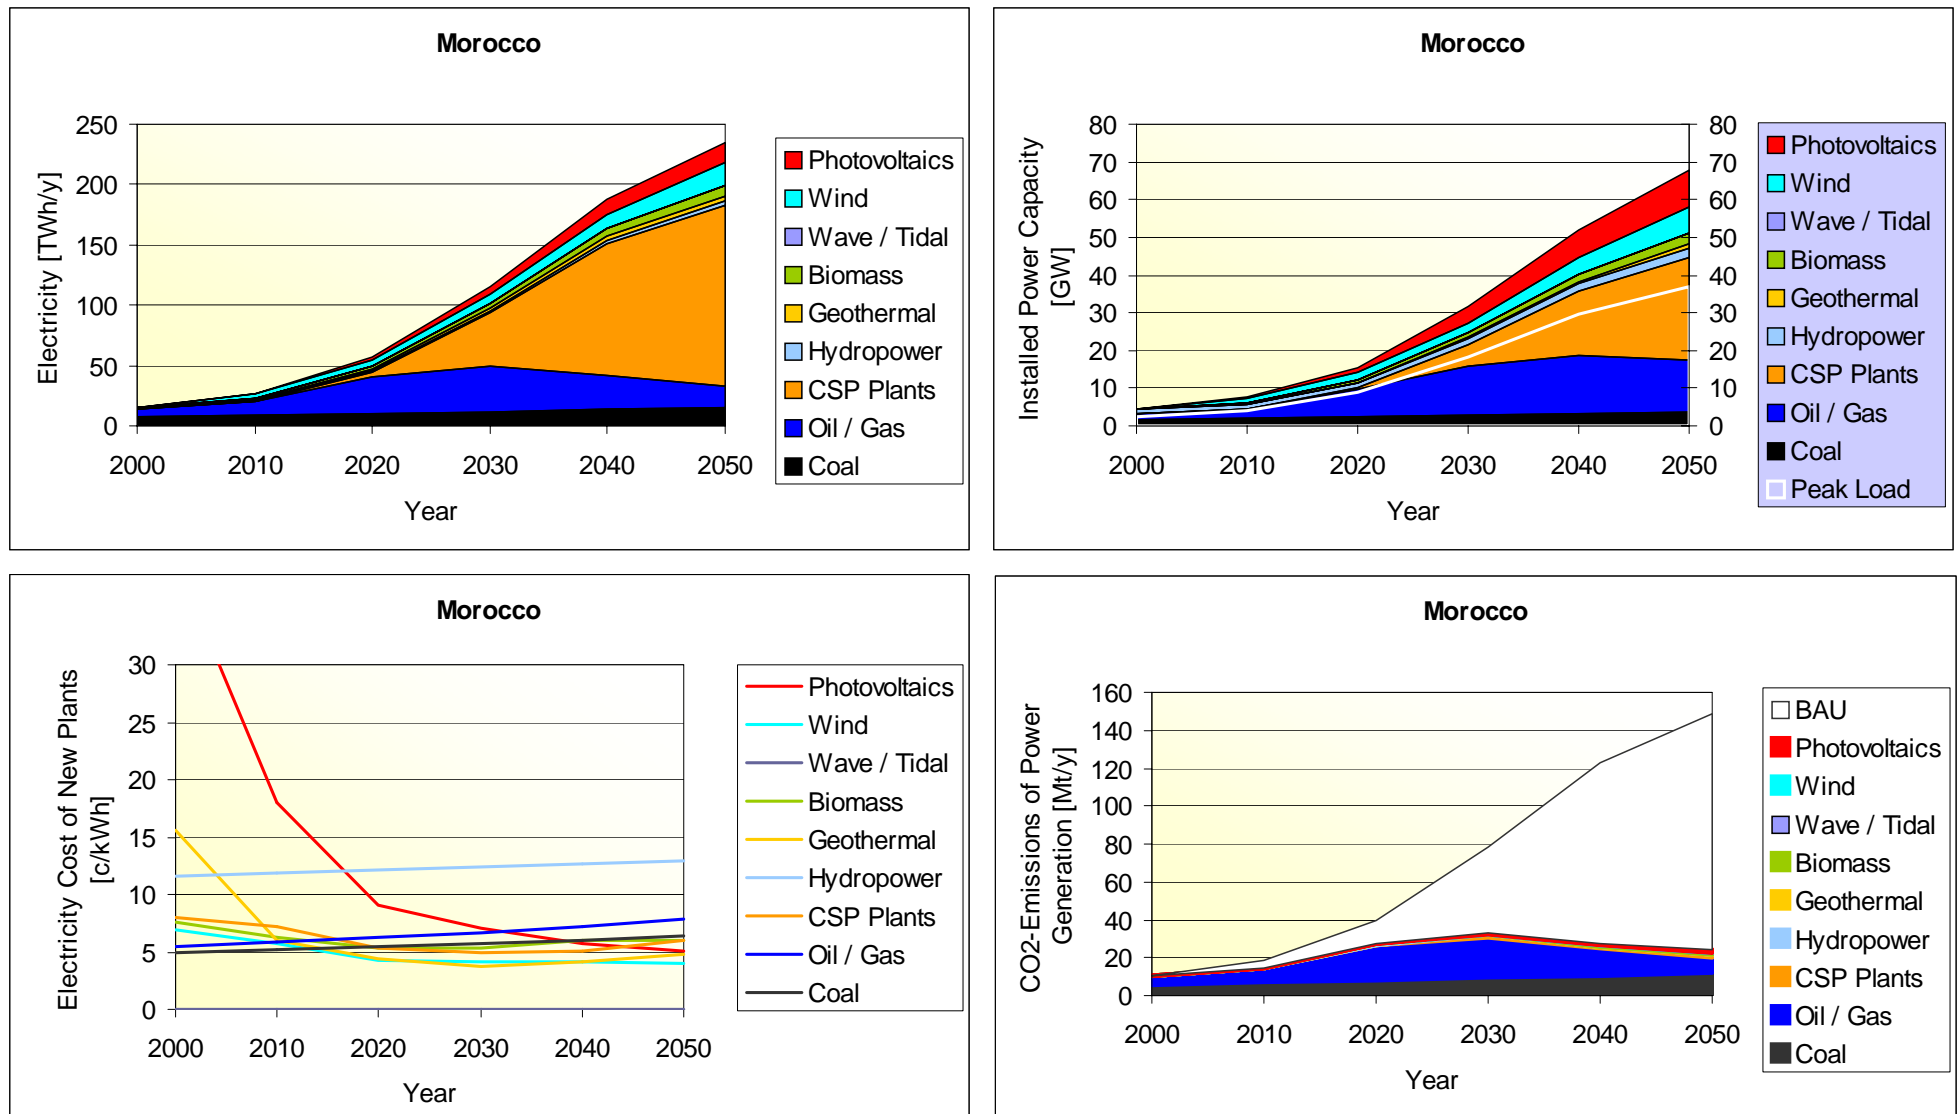 Morocco
Electricity [TWh/y]
250
200
150
100
50
0
2000 2010 2020 2030 2040 2050
Year
Photovoltaics
Wind
Wave / Tidal
Biomass
Geothermal
Hydropower
CSP Plants
Oil / Gas
Coal
Morocco
Installed Power Capacity
[GW]
80 80
70 70
60 60
50 50
40 40
30 30
20 20
10 10
0 0
2000 2010 2020 2030 2040 2050
Year
Photovoltaics
Wind
Wave / Tidal
Biomass
Geothermal
Hydropower
CSP Plants
Oil / Gas
Coal
Peak Load
Morocco
Electricity Cost of New Plants
[c/kWh]
30
25
20
15
10
5
0
2000 2010 2020 2030 2040 2050
Year
Photovoltaics
Wind
Wave / Tidal
Biomass
Geothermal
Hydropower
CSP Plants
Oil / Gas
Coal
Morocco
CO2-Emissions of Power
Generation [Mt/y]
160
140
120
100
80
60
40
20
0
2000 2010 2020 2030 2040 2050
Year
BAU
Photovoltaics
Wind
Wave / Tidal
Biomass
Geothermal
Hydropower
CSP Plants
Oil / Gas
Coal